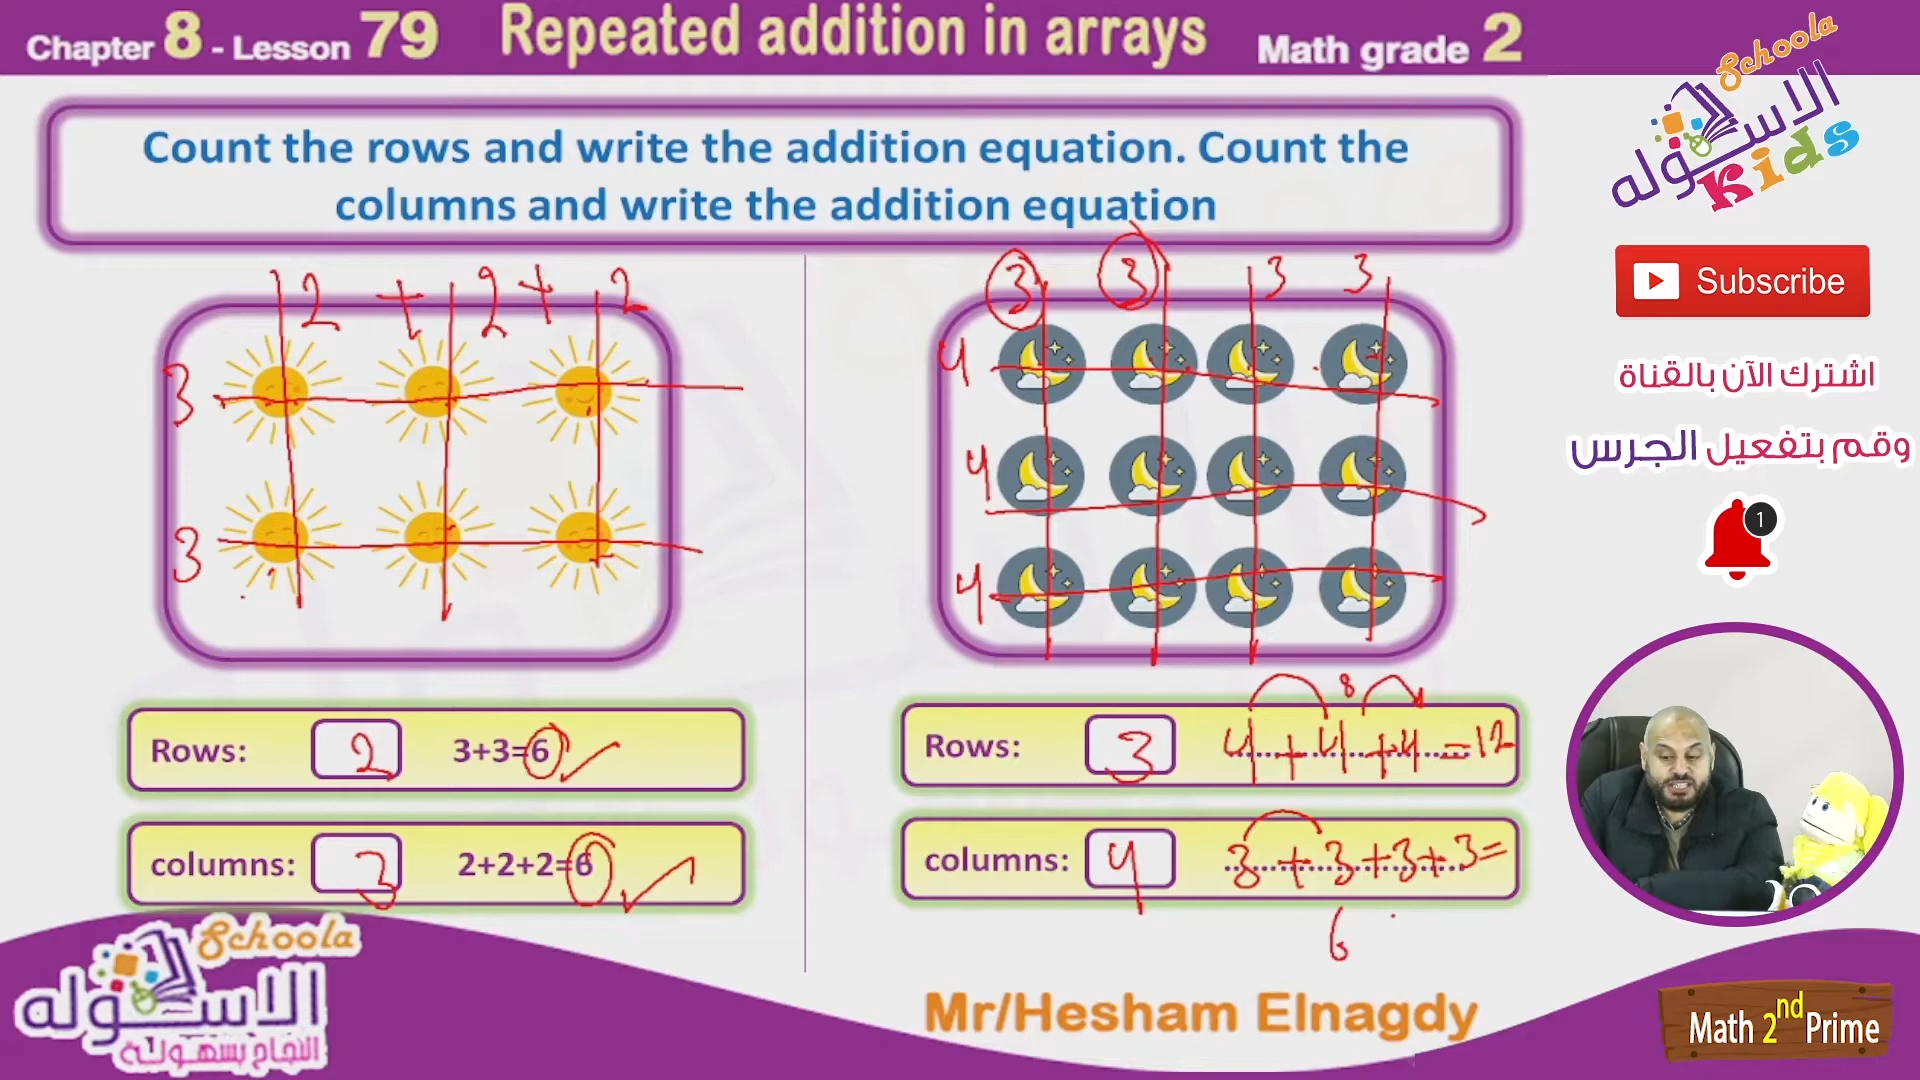 Chapter 8 - Lesson 79 Repeated addition in arrays Math grade 2
Schoola
الاسكوله
Kids
Count the rows and write the addition equation. Count the
columns and write the addition equation
Subscribe
اشترك الآن بالقناة
وقم بتفعيل الجرس
1
2 + 2 + 2
3
3
3 3 3 3
4
4
4
Rows: 2 3+3=6
columns: 3 2+2+2=6
8
Rows: 3 4+4+4=12
columns: 4 3+3+3+3=
6
Schoola
الاسكوله
النجاح بسهولة
Mr/Hesham Elnagdy
Math 2nd Prime